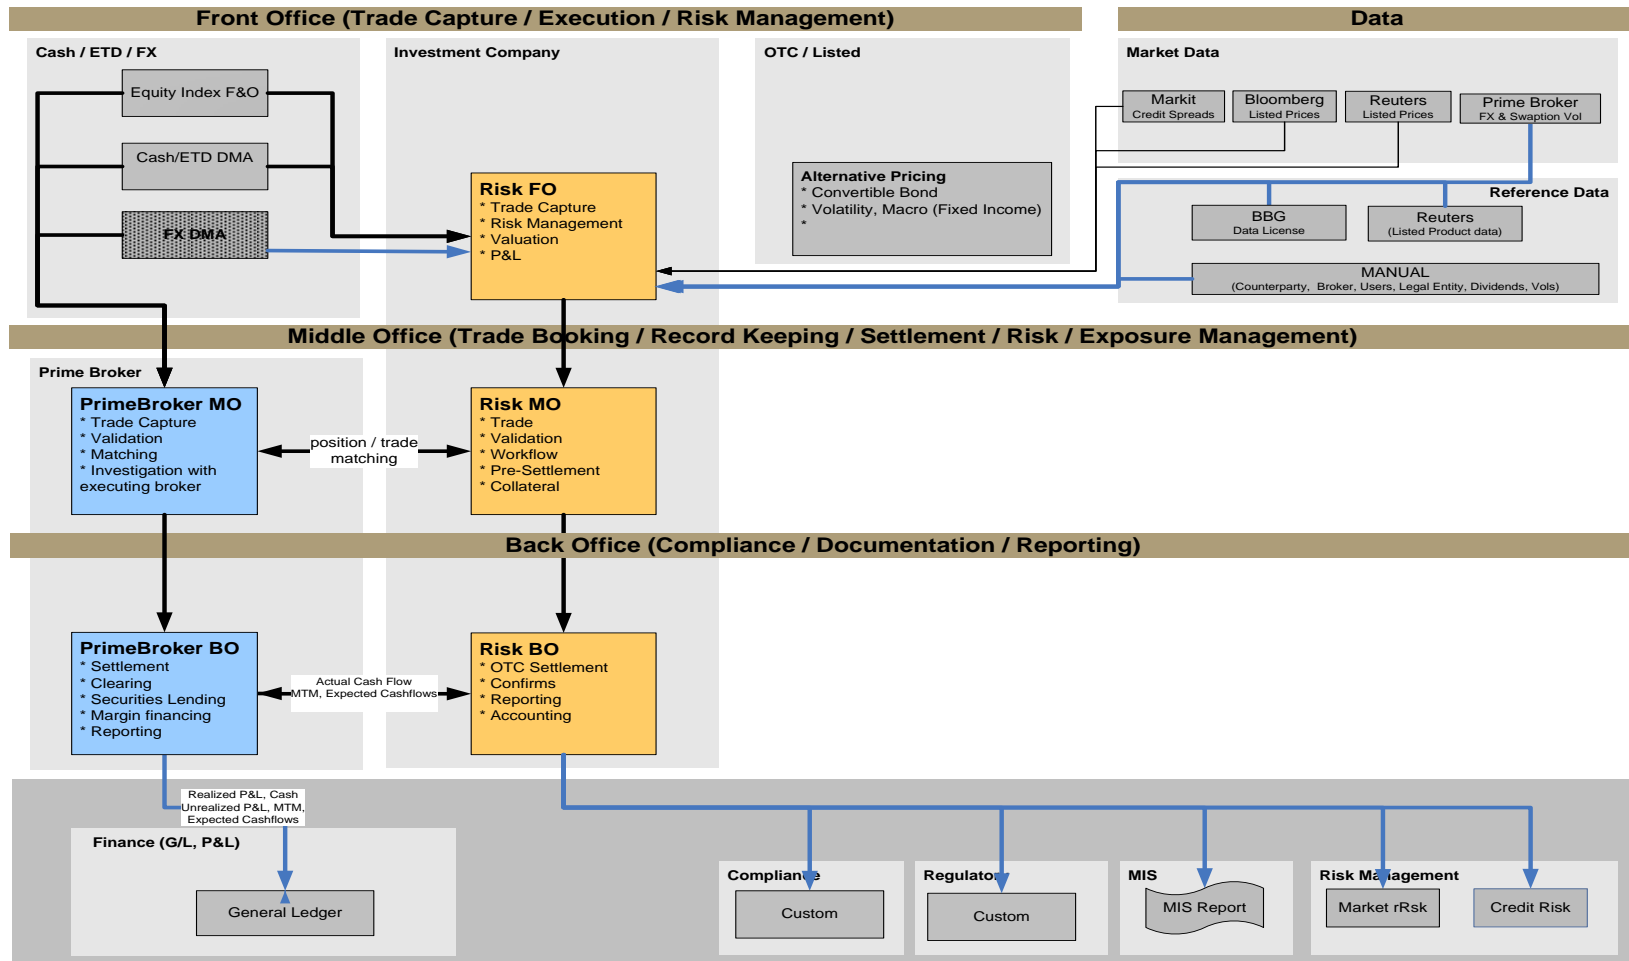 Front Office (Trade Capture / Execution / Risk Management)
Data
Cash / ETD / FX
Equity Index F&O
Cash/ETD DMA
FX DMA
Investment Company
Risk FO
* Trade Capture
* Risk Management
* Valuation
* P&L
OTC / Listed
Alternative Pricing
* Convertible Bond
* Volatility, Macro (Fixed Income)
*
Market Data
Markit
Credit Spreads
Bloomberg
Listed Prices
Reuters
Listed Prices
Prime Broker
FX & Swaption Vol
Reference Data
BBG
Data License
Reuters
(Listed Product data)
MANUAL
(Counterparty, Broker, Users, Legal Entity, Dividends, Vols)
Middle Office (Trade Booking / Record Keeping / Settlement / Risk / Exposure Management)
Prime Broker
PrimeBroker MO
* Trade Capture
* Validation
* Matching
* Investigation with
executing broker
position / trade
matching
Risk MO
* Trade
* Validation
* Workflow
* Pre-Settlement
* Collateral
Back Office (Compliance / Documentation / Reporting)
PrimeBroker BO
* Settlement
* Clearing
* Securities Lending
* Margin financing
* Reporting
Actual Cash Flow
MTM, Expected Cashflows
Risk BO
* OTC Settlement
* Confirms
* Reporting
* Accounting
Realized P&L, Cash
Unrealized P&L, MTM,
Expected Cashflows
Finance (G/L, P&L)
General Ledger
Compliance
Custom
Regulatory
Custom
MIS
MIS Report
Risk Management
Market rRsk
Credit Risk